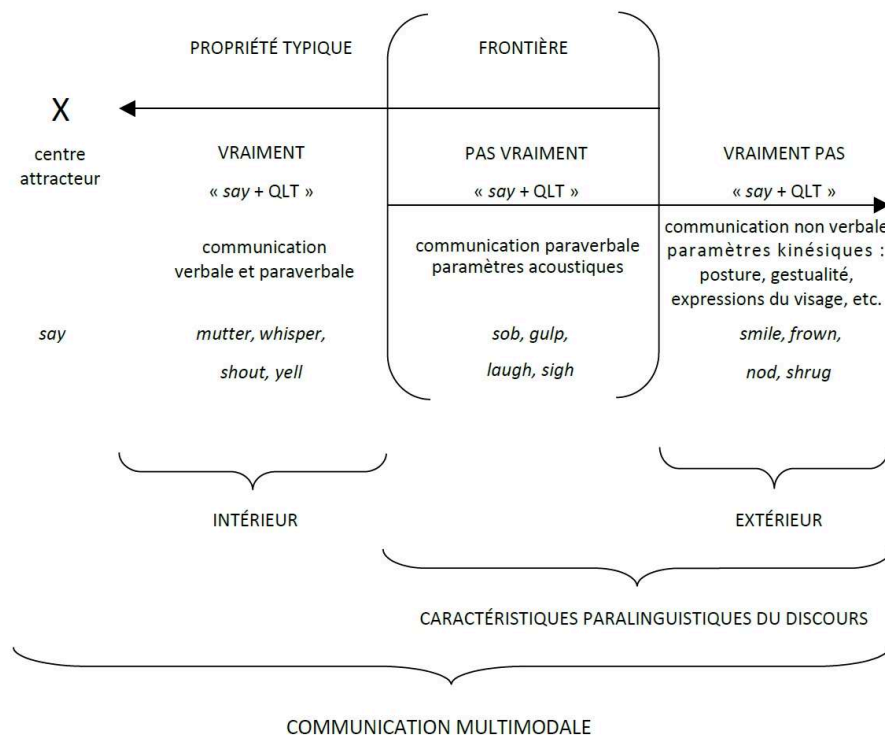 PROPRIÉTÉ TYPIQUE
FRONTIÈRE
X
centre
attracteur
VRAIMENT
« say + QLT »
PAS VRAIMENT
« say + QLT »
VRAIMENT PAS
« say + QLT »
communication
verbale et paraverbale
communication paraverbale
paramètres acoustiques
communication non verbale
paramètres kinésiques :
posture, gestualité,
expressions du visage, etc.
say
mutter, whisper,
shout, yell
sob, gulp,
laugh, sigh
smile, frown,
nod, shrug
INTÉRIEUR
EXTÉRIEUR
CARACTÉRISTIQUES PARALINGUISTIQUES DU DISCOURS
COMMUNICATION MULTIMODALE